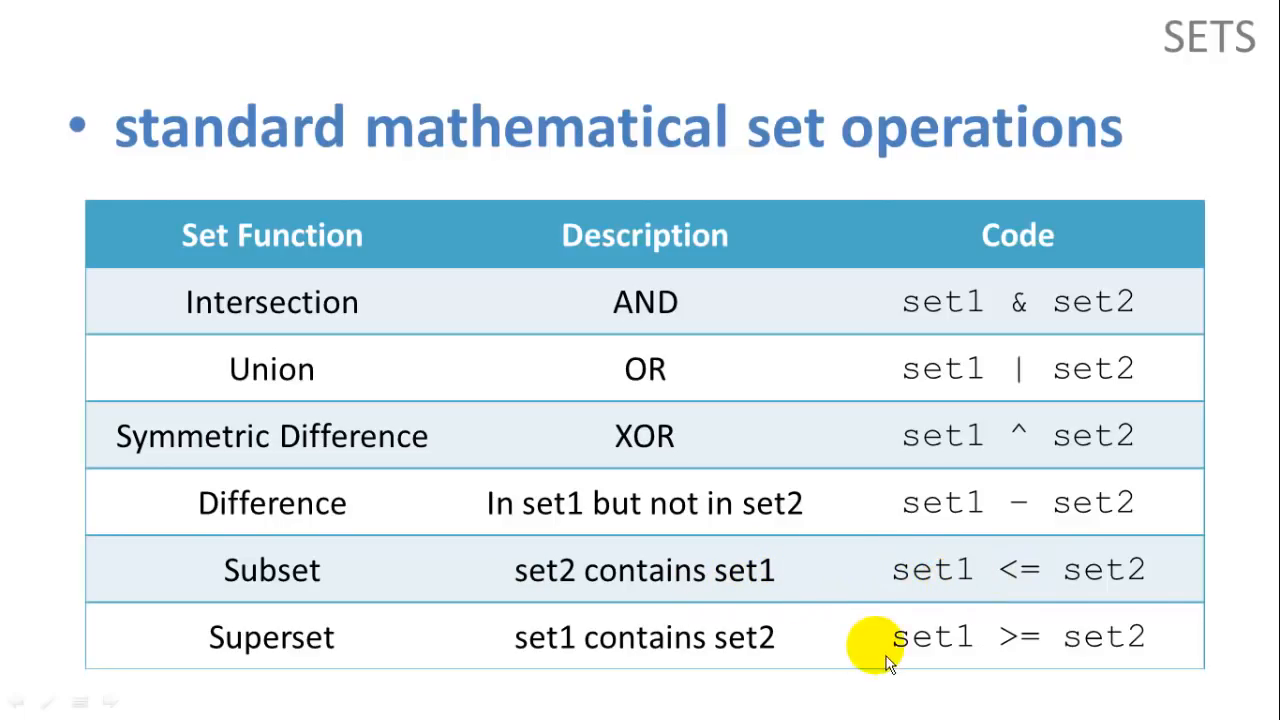 SETS
• standard mathematical set operations
Set Function Description Code
Intersection AND set1 & set2
Union OR set1 | set2
Symmetric Difference XOR set1 ^ set2
Difference In set1 but not in set2 set1 – set2
Subset set2 contains set1 set1 <= set2
Superset set1 contains set2 set1 >= set2